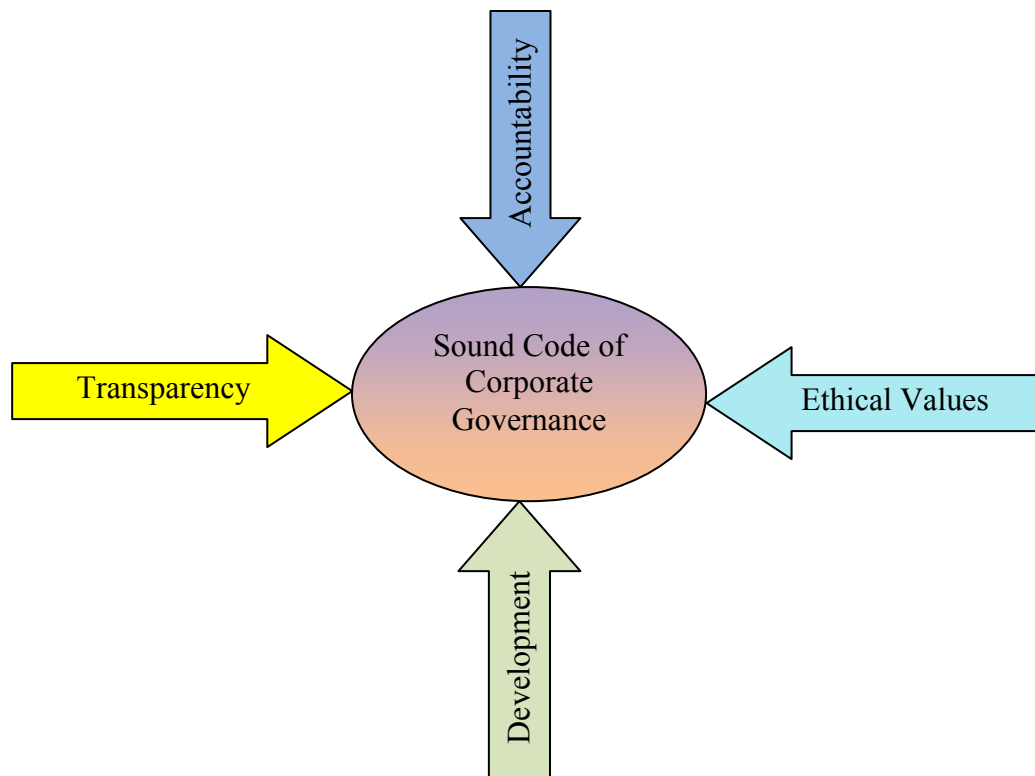 Accountability
Sound Code of
Corporate
Governance
Transparency
Ethical Values
Development